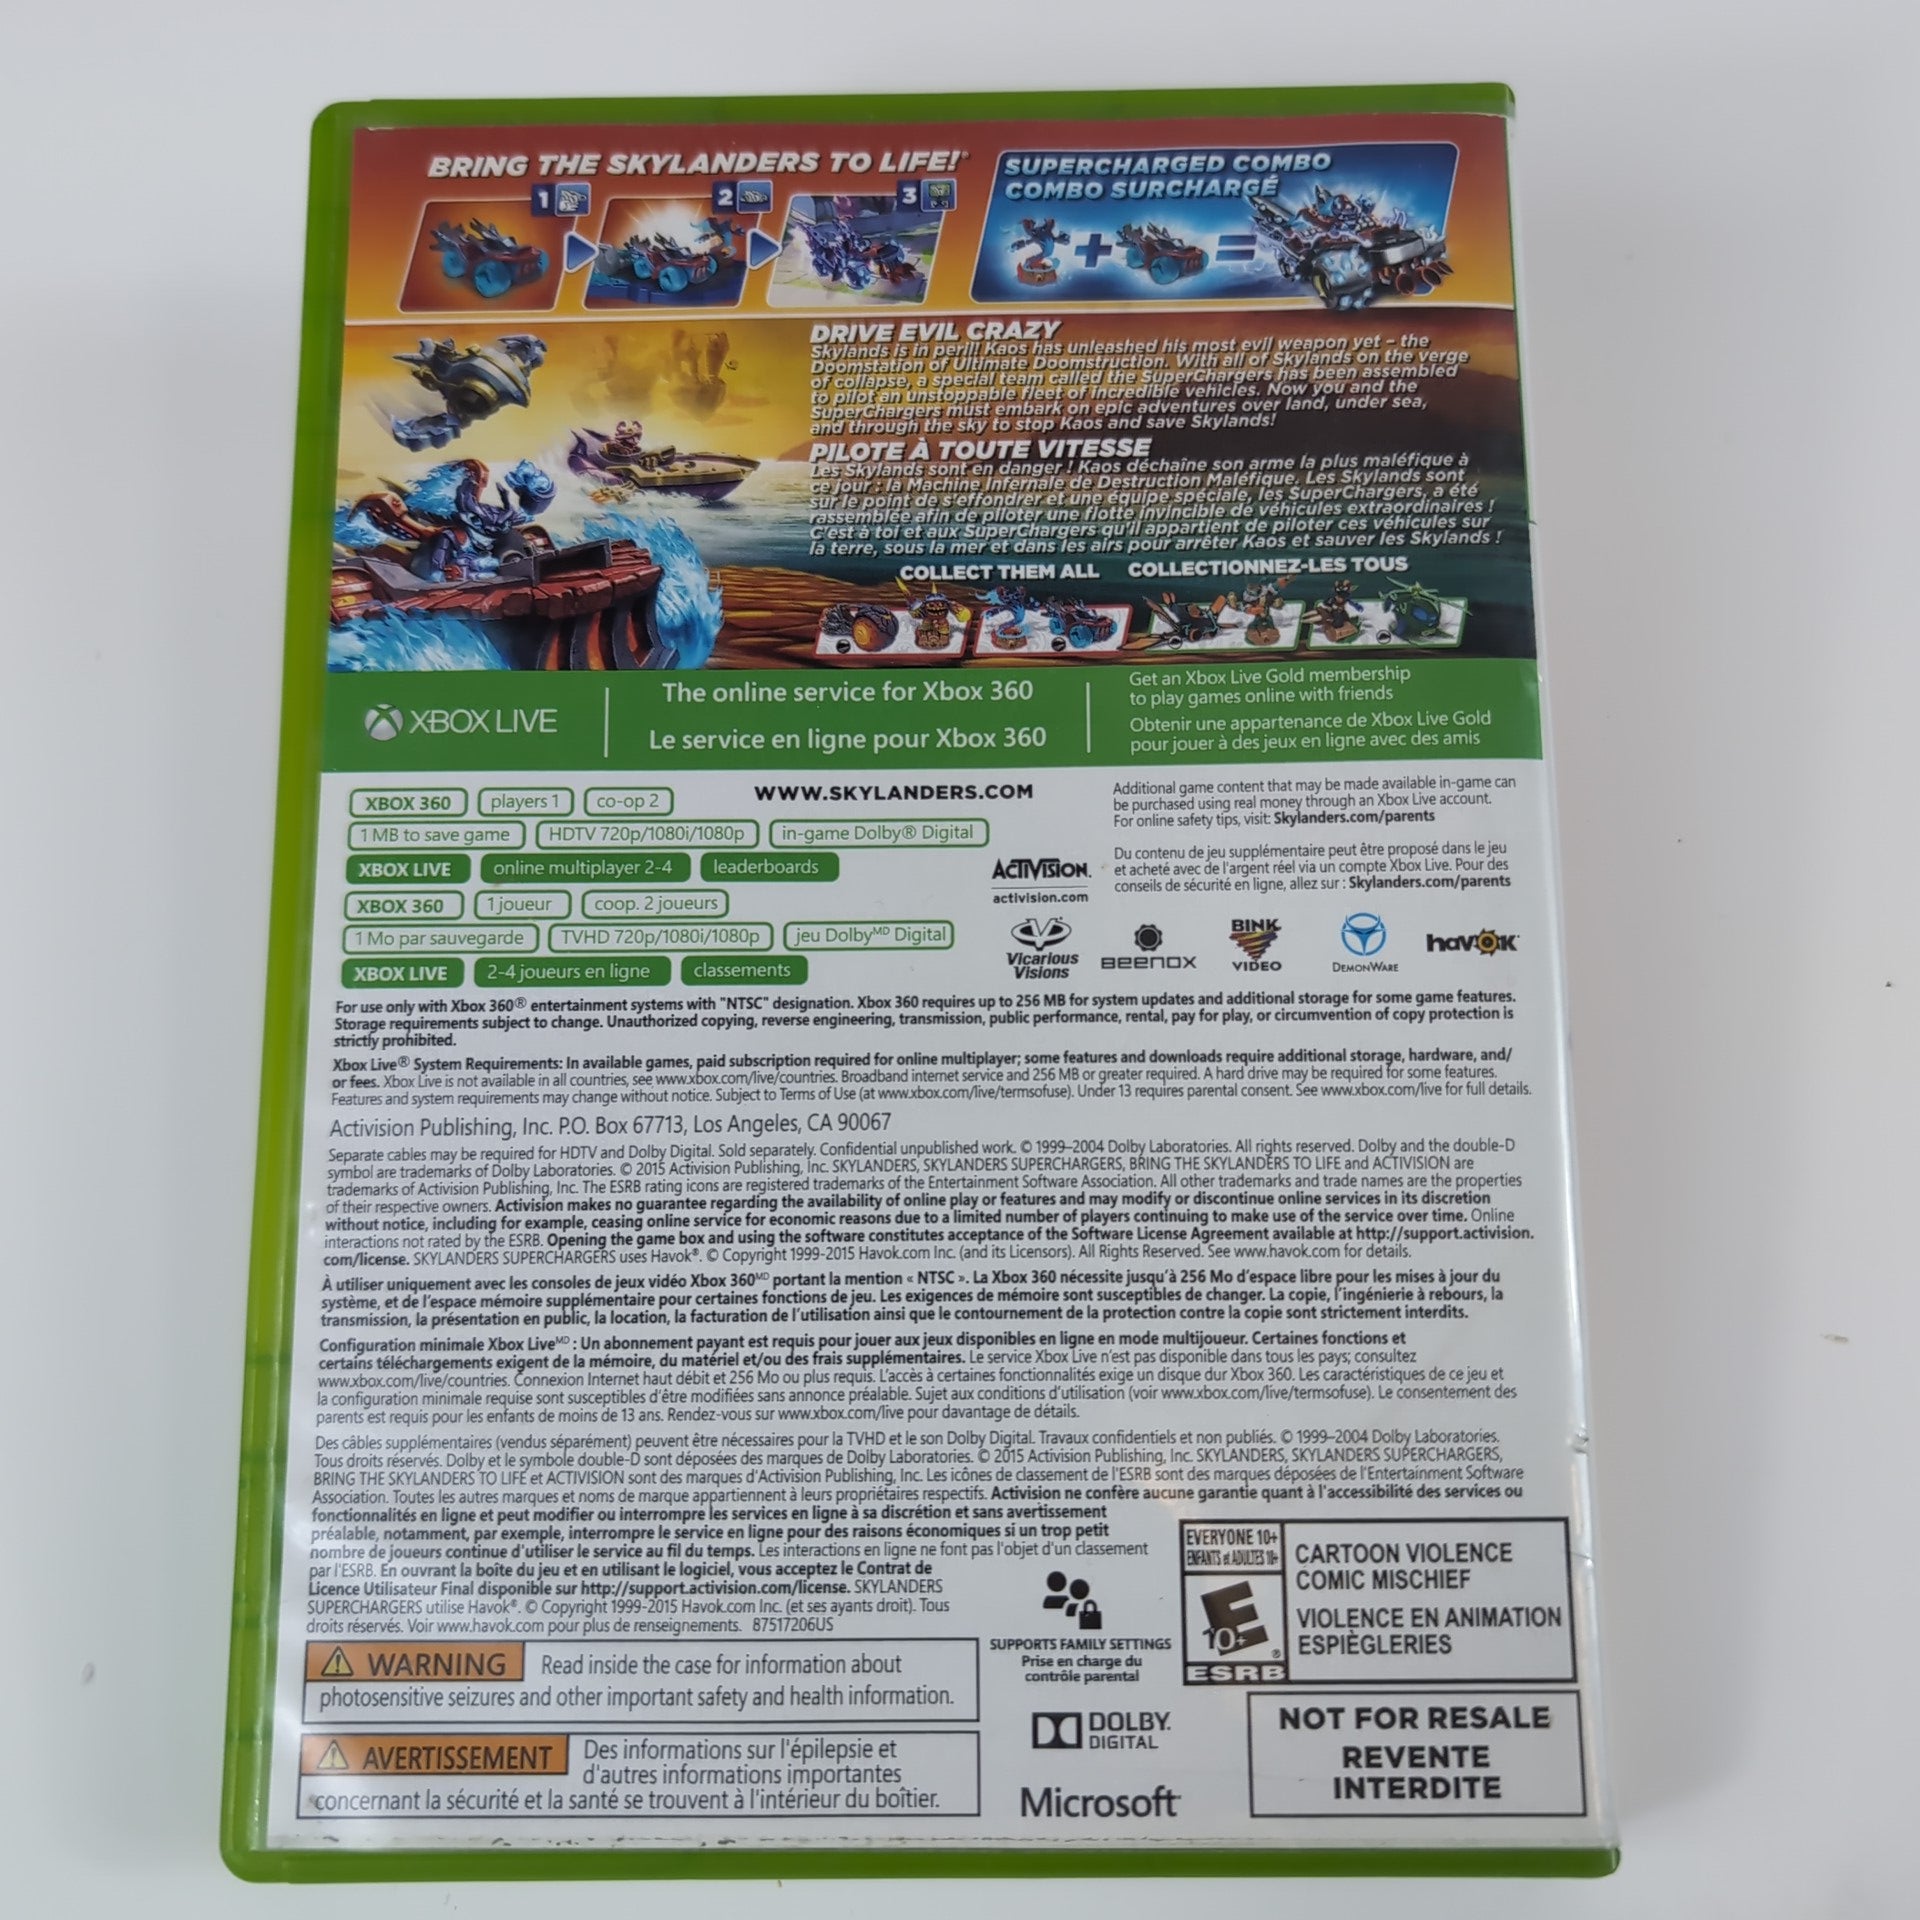 BRING THE SKYLANDERS TO LIFE!®
1
2
3
SUPERCHARGED COMBO
COMBO SURCHARGÉ
DRIVE EVIL CRAZY
Skylands is in peril! Kaos has unleashed his most evil weapon yet – the
Doomstation of Ultimate Doomstruction. With all of Skylands on the verge
of collapse, a special team called the SuperChargers has been assembled
to pilot an unstoppable fleet of incredible vehicles. Now you and the
SuperChargers must embark on epic adventures over land, under sea,
and through the sky to stop Kaos and save Skylands!
PILOTE À TOUTE VITESSE
Les Skylands sont en danger ! Kaos déchaîne son arme la plus maléfique à
ce jour : la Machine Infernale de Destruction Maléfique. Les Skylands sont
sur le point de s'effondrer et une équipe spéciale, les SuperChargers, a été
rassemblée afin de piloter une flotte invincible de véhicules extraordinaires !
C'est à toi et aux SuperChargers qu'il appartient de piloter ces véhicules sur
la terre, sous la mer et dans les airs pour arrêter Kaos et sauver les Skylands !
COLLECT THEM ALL COLLECTIONNEZ-LES TOUS
XBOX LIVE
The online service for Xbox 360
Le service en ligne pour Xbox 360
Get an Xbox Live Gold membership
to play games online with friends
Obtenir une appartenance de Xbox Live Gold
pour jouer à des jeux en ligne avec des amis
XBOX 360 players 1 co-op 2
1 MB to save game HDTV 720p/1080i/1080p in-game Dolby® Digital
XBOX LIVE online multiplayer 2-4 leaderboards
XBOX 360 1 joueur coop. 2 joueurs
1 Mo par sauvegarde TVHD 720p/1080i/1080p jeu DolbyMD Digital
XBOX LIVE 2-4 joueurs en ligne classements
WWW.SKYLANDERS.COM
Additional game content that may be made available in-game can
be purchased using real money through an Xbox Live account.
For online safety tips, visit: Skylanders.com/parents
Du contenu de jeu supplémentaire peut être proposé dans le jeu
et acheté avec de l'argent réel via un compte Xbox Live. Pour des
conseils de sécurité en ligne, allez sur : Skylanders.com/parents
ACTIVISION.
activision.com
Vicarious
Visions
BEENOX
BINK
VIDEO
DEMONWARE
havok
For use only with Xbox 360® entertainment systems with "NTSC" designation. Xbox 360 requires up to 256 MB for system updates and additional storage for some game features.
Storage requirements subject to change. Unauthorized copying, reverse engineering, transmission, public performance, rental, pay for play, or circumvention of copy protection is
strictly prohibited.
Xbox Live® System Requirements: In available games, paid subscription required for online multiplayer; some features and downloads require additional storage, hardware, and/
or fees. Xbox Live is not available in all countries, see www.xbox.com/live/countries. Broadband internet service and 256 MB or greater required. A hard drive may be required for some features.
Features and system requirements may change without notice. Subject to Terms of Use (at www.xbox.com/live/termsofuse). Under 13 requires parental consent. See www.xbox.com/live for full details.
Activision Publishing, Inc. P.O. Box 67713, Los Angeles, CA 90067
Separate cables may be required for HDTV and Dolby Digital. Sold separately. Confidential unpublished work. © 1999–2004 Dolby Laboratories. All rights reserved. Dolby and the double-D
symbol are trademarks of Dolby Laboratories. © 2015 Activision Publishing, Inc. SKYLANDERS, SKYLANDERS SUPERCHARGERS, BRING THE SKYLANDERS TO LIFE and ACTIVISION are
trademarks of Activision Publishing, Inc. The ESRB rating icons are registered trademarks of the Entertainment Software Association. All other trademarks and trade names are the properties
of their respective owners. Activision makes no guarantee regarding the availability of online play or features and may modify or discontinue online services in its discretion
without notice, including for example, ceasing online service for economic reasons due to a limited number of players continuing to make use of the service over time. Online
interactions not rated by the ESRB. Opening the game box and using the software constitutes acceptance of the Software License Agreement available at http://support.activision.
com/license. SKYLANDERS SUPERCHARGERS uses Havok®. © Copyright 1999-2015 Havok.com Inc. (and its Licensors). All Rights Reserved. See www.havok.com for details.
À utiliser uniquement avec les consoles de jeux vidéo Xbox 360MD portant la mention « NTSC ». La Xbox 360 nécessite jusqu'à 256 Mo d'espace libre pour les mises à jour du
système, et de l'espace mémoire supplémentaire pour certaines fonctions de jeu. Les exigences de mémoire sont susceptibles de changer. La copie, l'ingénierie à rebours, la
transmission, la présentation en public, la location, la facturation de l'utilisation ainsi que le contournement de la protection contre la copie sont strictement interdits.
Configuration minimale Xbox LiveMD : Un abonnement payant est requis pour jouer aux jeux disponibles en ligne en mode multijoueur. Certaines fonctions et
certains téléchargements exigent de la mémoire, du matériel et/ou des frais supplémentaires. Le service Xbox Live n'est pas disponible dans tous les pays; consultez
www.xbox.com/live/countries. Connexion Internet haut débit et 256 Mo ou plus requis. L'accès à certaines fonctionnalités exige un disque dur Xbox 360. Les caractéristiques de ce jeu et
la configuration minimale requise sont susceptibles d'être modifiées sans annonce préalable. Sujet aux conditions d'utilisation (voir www.xbox.com/live/termsofuse). Le consentement des
parents est requis pour les enfants de moins de 13 ans. Rendez-vous sur www.xbox.com/live pour davantage de détails.
Des câbles supplémentaires (vendus séparément) peuvent être nécessaires pour la TVHD et le son Dolby Digital. Travaux confidentiels et non publiés. © 1999–2004 Dolby Laboratories.
Tous droits réservés. Dolby et le symbole double-D sont déposées des marques de Dolby Laboratories. © 2015 Activision Publishing, Inc. SKYLANDERS, SKYLANDERS SUPERCHARGERS,
BRING THE SKYLANDERS TO LIFE et ACTIVISION sont des marques d'Activision Publishing, Inc. Les icônes de classement de l'ESRB sont des marques déposées de l'Entertainment Software
Association. Toutes les autres marques et noms de marque appartiennent à leurs propriétaires respectifs. Activision ne confère aucune garantie quant à l'accessibilité des services ou
fonctionnalités en ligne et peut modifier ou interrompre les services en ligne à sa discrétion et sans avertissement
préalable, notamment, par exemple, interrompre le service en ligne pour des raisons économiques si un trop petit
nombre de joueurs continue d'utiliser le service au fil du temps. Les interactions en ligne ne font pas l'objet d'un classement
par l'ESRB. En ouvrant la boîte du jeu et en utilisant le logiciel, vous acceptez le Contrat de
Licence Utilisateur Final disponible sur http://support.activision.com/license. SKYLANDERS
SUPERCHARGERS utilise Havok®. © Copyright 1999-2015 Havok.com Inc. (et ses ayants droit). Tous
droits réservés. Voir www.havok.com pour plus de renseignements. 87517206US
WARNING Read inside the case for information about
photosensitive seizures and other important safety and health information.
AVERTISSEMENT Des informations sur l'épilepsie et
d'autres informations importantes
concernant la sécurité et la santé se trouvent à l'intérieur du boîtier.
SUPPORTS FAMILY SETTINGS
Prise en charge du
contrôle parental
DOLBY.
DIGITAL
Microsoft
EVERYONE 10+
ENFANTS et ADULTES 10+
E
10+
®
ESRB
CARTOON VIOLENCE
COMIC MISCHIEF
VIOLENCE EN ANIMATION
ESPIÈGLERIES
NOT FOR RESALE
REVENTE
INTERDITE